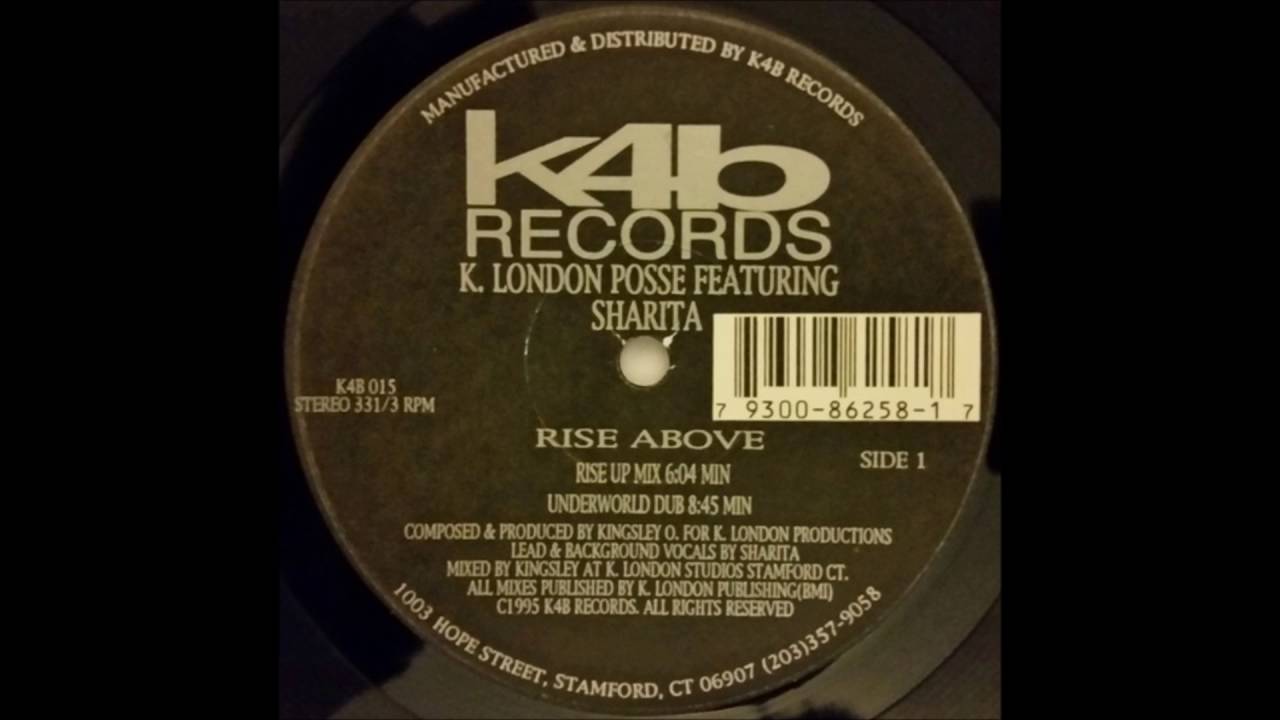 MANUFACTURED & DISTRIBUTED BY K4B RECORDS
k4b
RECORDS
K. LONDON POSSE FEATURING
SHARITA
K4B 015
STEREO 331/3 RPM
7 9300-86258-1 7
RISE ABOVE
SIDE 1
RISE UP MIX 6:04 MIN
UNDERWORLD DUB 8:45 MIN
COMPOSED & PRODUCED BY KINGSLEY O. FOR K. LONDON PRODUCTIONS
LEAD & BACKGROUND VOCALS BY SHARITA
MIXED BY KINGSLEY AT K. LONDON STUDIOS STAMFORD CT.
ALL MIXES PUBLISHED BY K. LONDON PUBLISHING(BMI)
C1995 K4B RECORDS. ALL RIGHTS RESERVED
1003 HOPE STREET, STAMFORD, CT 06907 (203)357-9058